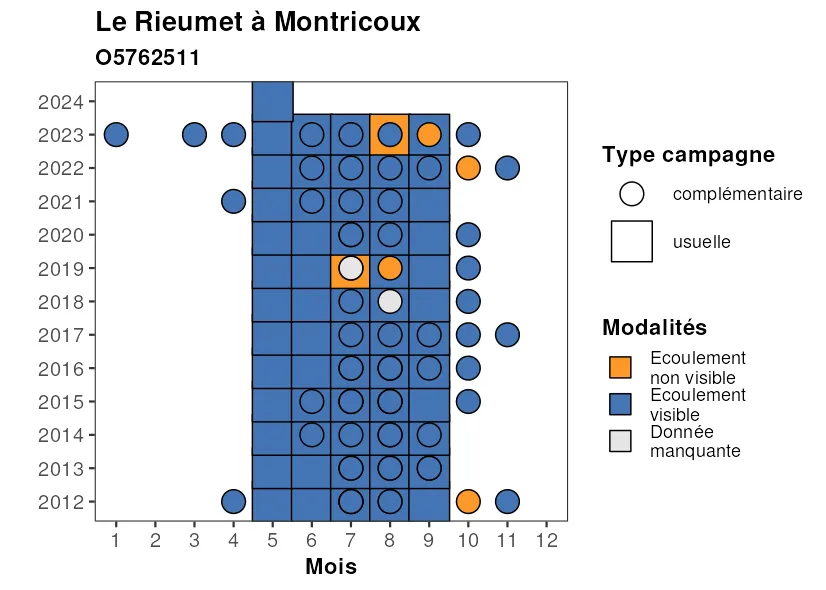 Le Rieumet à Montricoux
O5762511
2024
2023
2022
2021
2020
2019
2018
2017
2016
2015
2014
2013
2012
1 2 3 4 5 6 7 8 9 10 11 12
Mois
Type campagne
complémentaire
usuelle
Modalités
Ecoulement
non visible
Ecoulement
visible
Donnée
manquante